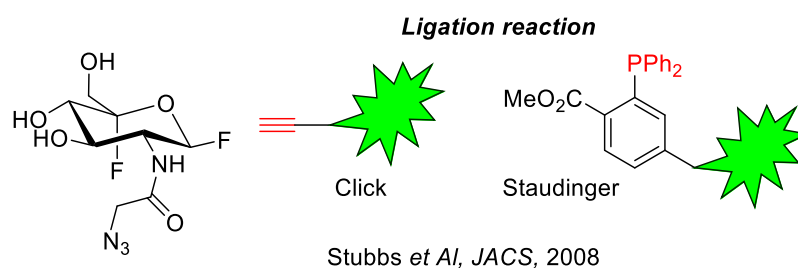 Ligation reaction
OH
HO
O
HO
F
F
NH
O
N3
Click
PPh2
MeO2C
Staudinger
Stubbs et Al, JACS, 2008